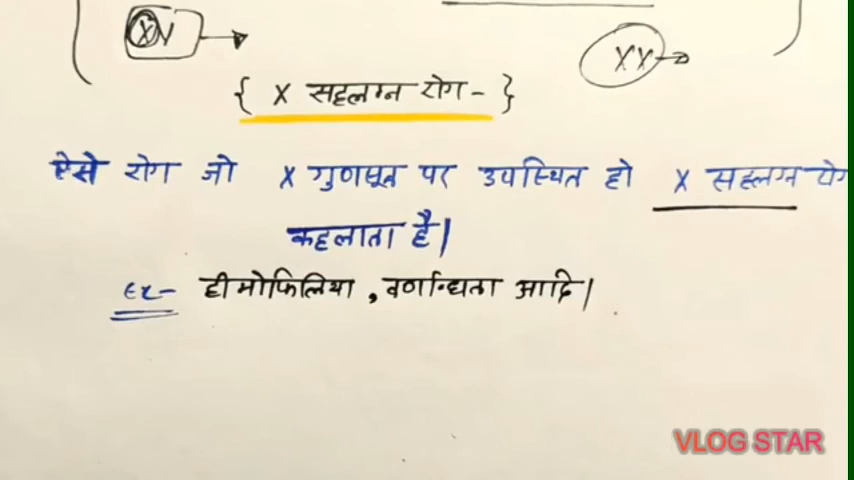 XY
XX
{ X सहलग्न रोग - }
ऐसे रोग जो X गुणसूत्र पर उपस्थित हो X सहलग्न रोग
कहलाता है|
Ex- हीमोफिलिया, वर्णान्धता आदि|
VLOG STAR